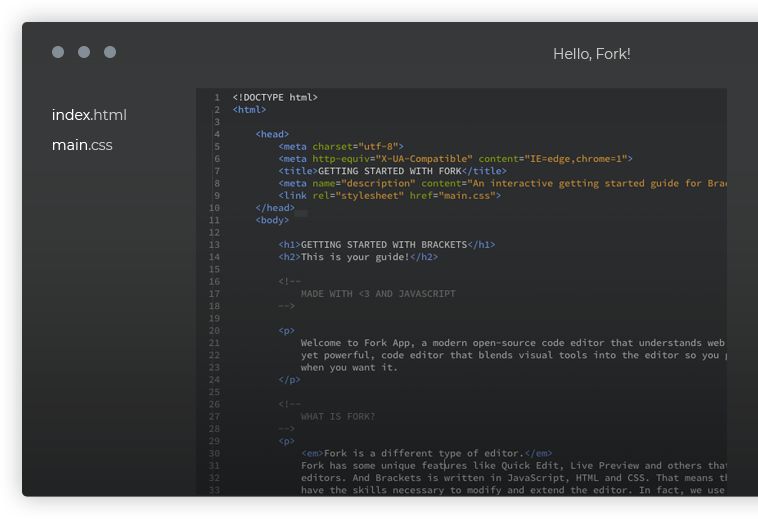 Hello, Fork!
index.html
main.css
1 <!DOCTYPE html>
2 <html>
3
4 <head>
5 <meta charset="utf-8">
6 <meta http-equiv="X-UA-Compatible" content="IE=edge,chrome=1">
7 <title>GETTING STARTED WITH FORK</title>
8 <meta name="description" content="An interactive getting started guide for Brac
9 <link rel="stylesheet" href="main.css">
10 </head>
11 <body>
12
13 <h1>GETTING STARTED WITH BRACKETS</h1>
14 <h2>This is your guide!</h2>
15
16 <!--
17 MADE WITH <3 AND JAVASCRIPT
18 -->
19
20 <p>
21 Welcome to Fork App, a modern open-source code editor that understands web
22 yet powerful, code editor that blends visual tools into the editor so you
23 when you want it.
24 </p>
25
26 <!--
27 WHAT IS FORK?
28 -->
29 <p>
30 <em>Fork is a different type of editor.</em>
31 Fork has some unique features like Quick Edit, Live Preview and others that
32 editors. And Brackets is written in JavaScript, HTML and CSS. That means
33 have the skills necessary to modify and extend the editor. In fact, we use